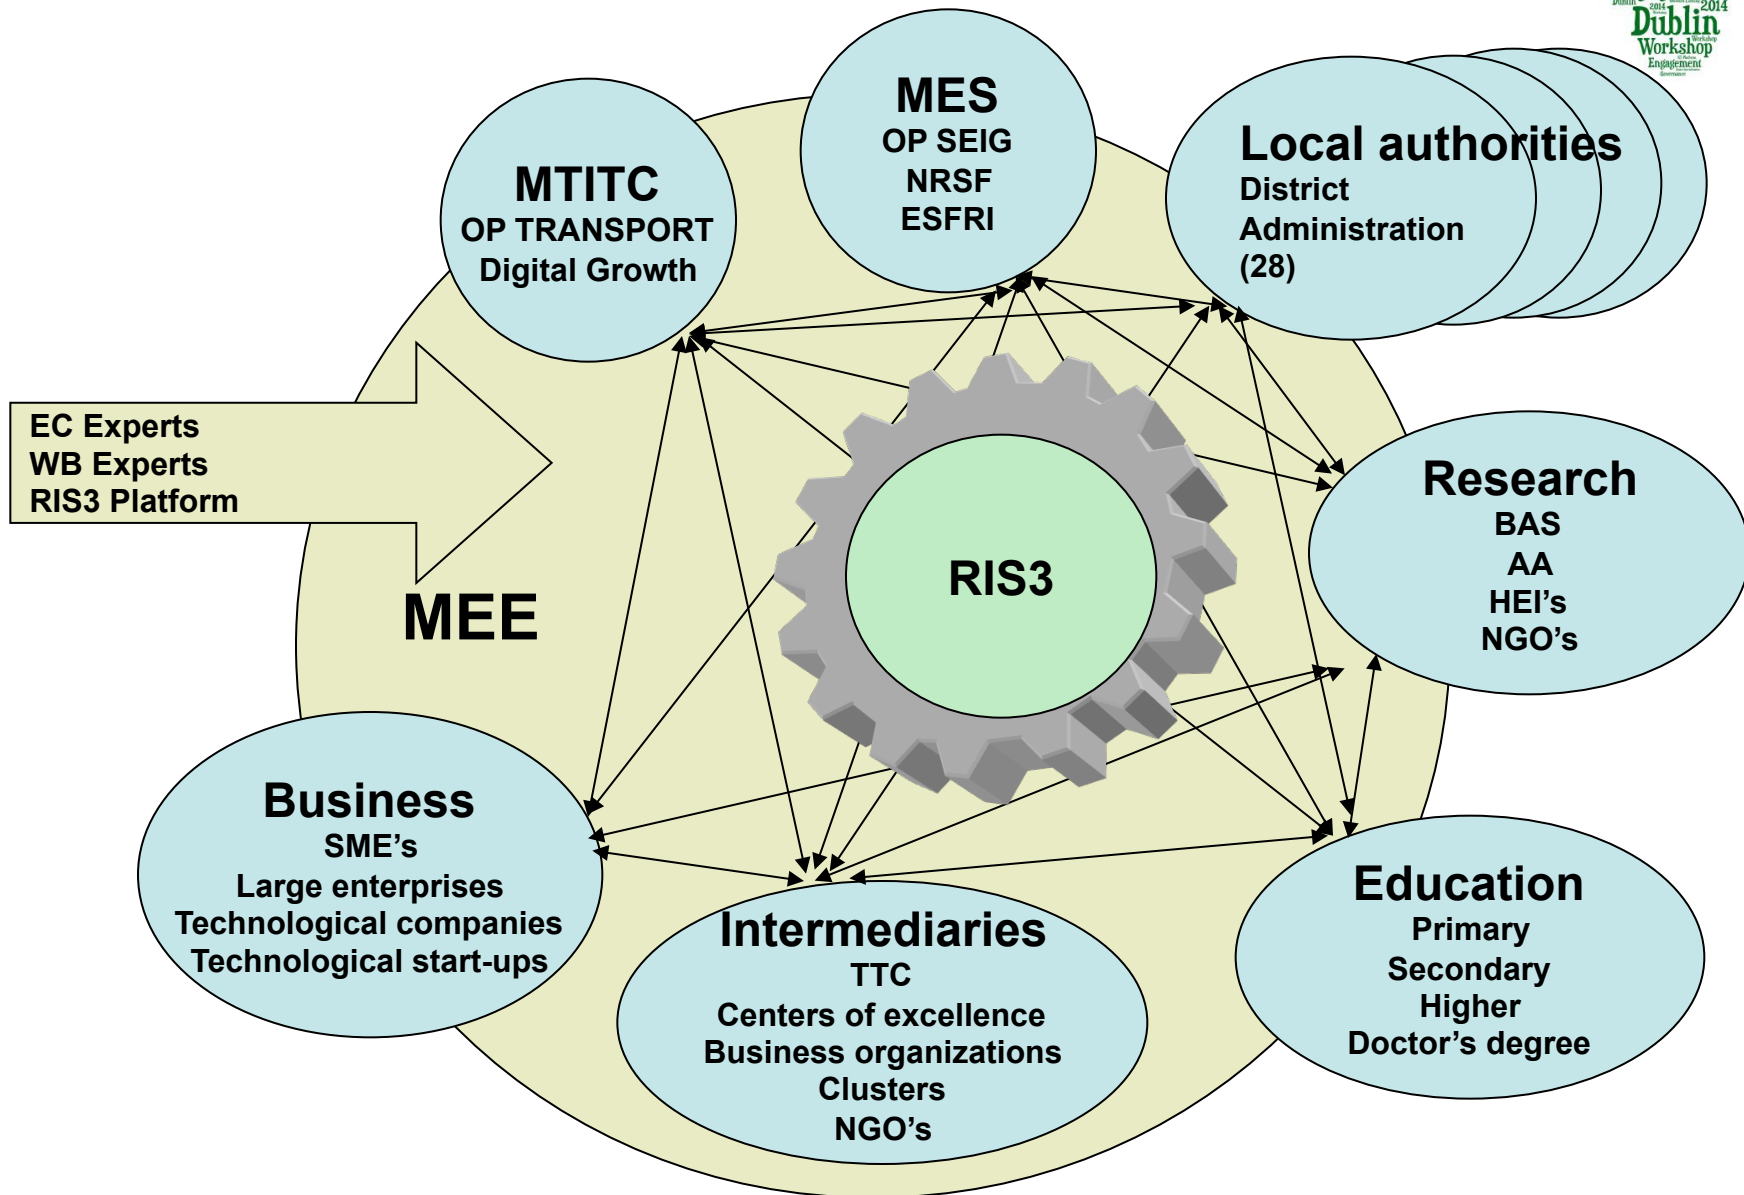 2014
2014
Dublin
Workshop
Engagement
MES
OP SEIG
NRSF
ESFRI
Local authorities
District
Administration
(28)
MTITC
OP TRANSPORT
Digital Growth
EC Experts
WB Experts
RIS3 Platform
Research
BAS
AA
HEI's
NGO's
RIS3
MEE
Business
SME's
Large enterprises
Technological companies
Technological start-ups
Intermediaries
TTC
Centers of excellence
Business organizations
Clusters
NGO's
Education
Primary
Secondary
Higher
Doctor's degree